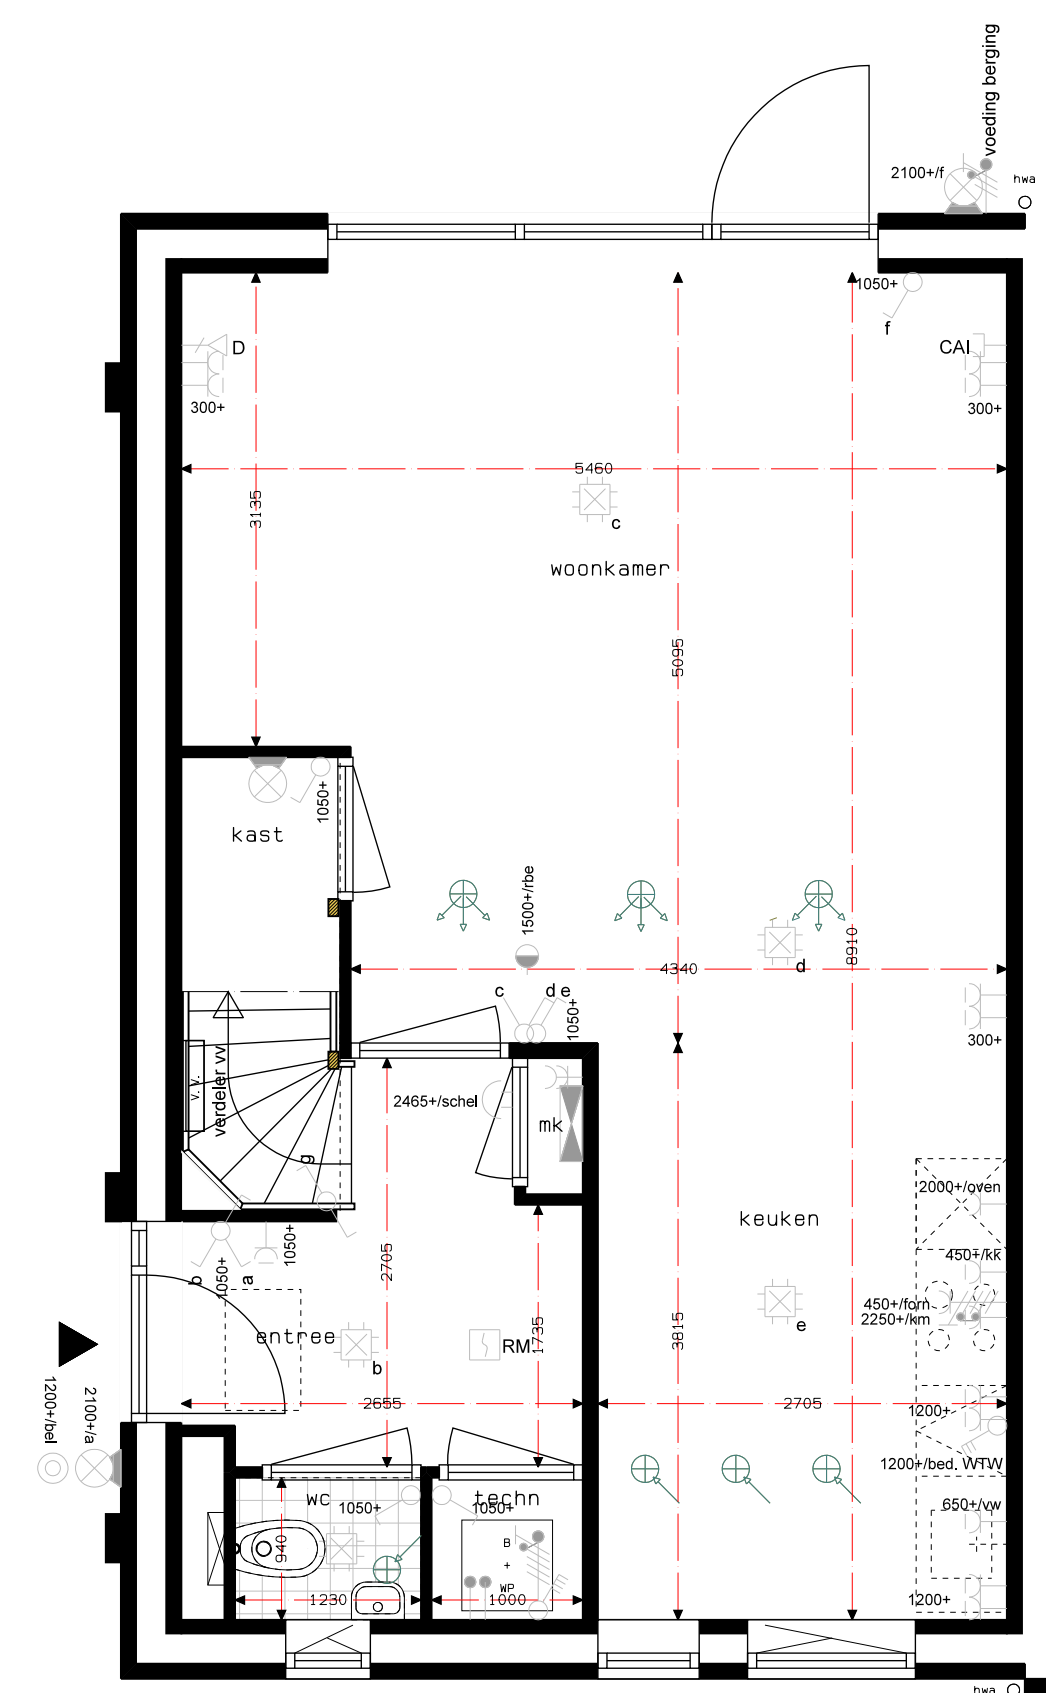 voeding berging
2100+/f
hwa
1050+
f
D
CAI
300+
300+
5460
3135
c
woonkamer
5095
1050+
kast
1500+/rbe
8910
d
4340
c
d e
1050+
300+
2465+/schel
mk
v.v.
verdeler vv
g
2000+/oven
keuken
1050+
450+/kk
2705
b
1050+
a
450+/forn
2250+/km
e
entree
RM
1735
3815
b
2655
2705
1200+
1200+/bel
2100+/a
1200+/bed. WTW
wc
techn
1050+
1050+
650+/vw
940
B
+
WP
1230
1000
1200+
hwa